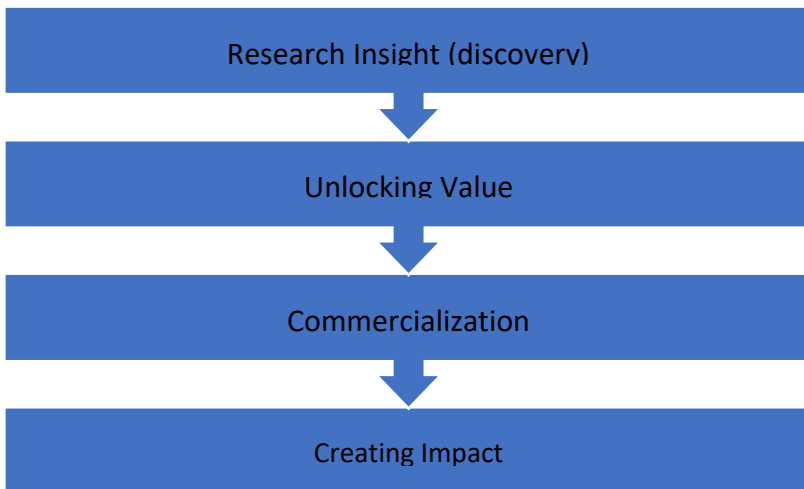 Research Insight (discovery)
Unlocking Value
Commercialization
Creating Impact